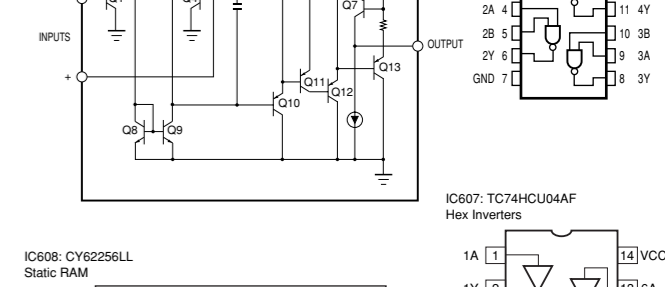 Q7
2A 4
11 4Y
INPUTS
OUTPUT
2B 5
10 3B
2Y 6
9 3A
+
Q11
Q13
GND 7
8 3Y
Q12
Q10
Q8 Q9
IC607: TC74HCU04AF
Hex Inverters
IC608: CY62256LL
Static RAM
1A 1
14 VCC